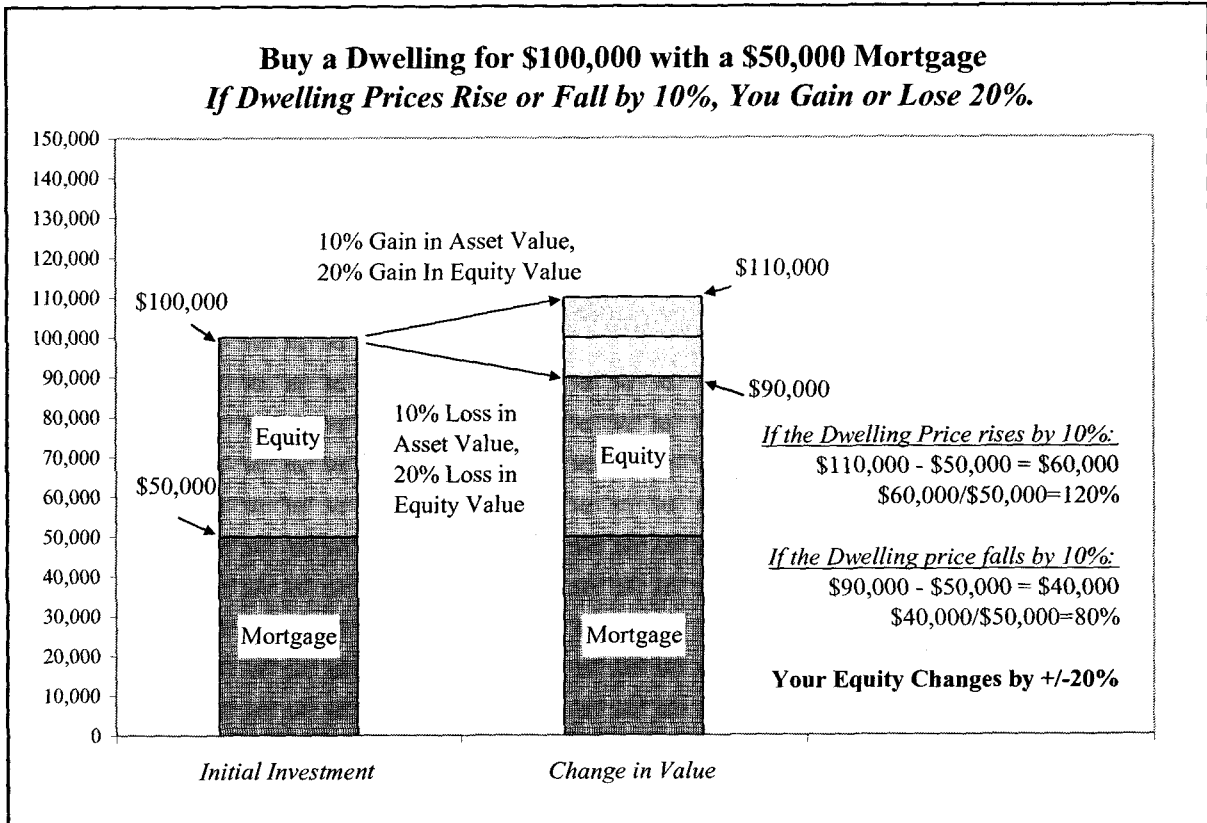 Buy a Dwelling for $100,000 with a $50,000 Mortgage
If Dwelling Prices Rise or Fall by 10%, You Gain or Lose 20%.
150,000
140,000
130,000
120,000
110,000
100,000
90,000
80,000
70,000
60,000
50,000
40,000
30,000
20,000
10,000
0
$100,000
$50,000
Equity
Mortgage
10% Gain in Asset Value,
20% Gain In Equity Value
10% Loss in
Asset Value,
20% Loss in
Equity Value
$110,000
$90,000
Equity
Mortgage
If the Dwelling Price rises by 10%:
$110,000 - $50,000 = $60,000
$60,000/$50,000=120%
If the Dwelling price falls by 10%:
$90,000 - $50,000 = $40,000
$40,000/$50,000=80%
Your Equity Changes by +/-20%
Initial Investment
Change in Value